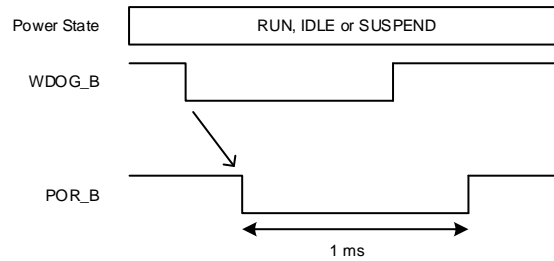 Power State
RUN, IDLE or SUSPEND
WDOG_B
POR_B
1 ms